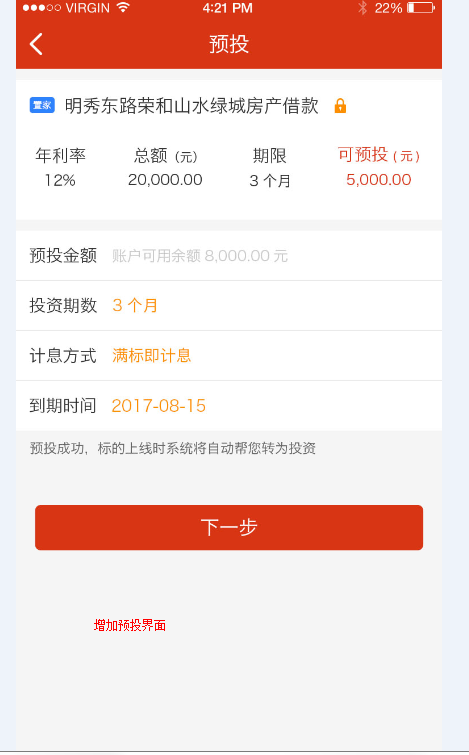 VIRGIN 4:21 PM 22%
预投
置家 明秀东路荣和山水绿城房产借款
年利率 总额 (元) 期限 可预投 (元)
12% 20,000.00 3 个月 5,000.00
预投金额 账户可用余额 8,000.00 元
投资期数 3 个月
计息方式 满标即计息
到期时间 2017-08-15
预投成功，标的上线时系统将自动帮您转为投资
下一步
增加预投界面